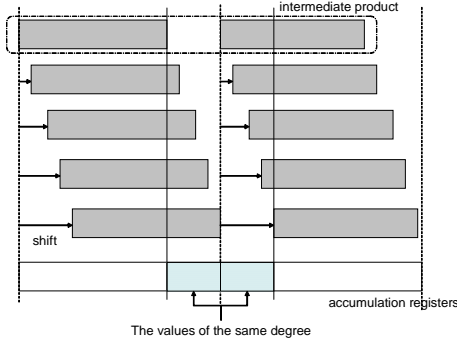 intermediate product
shift
accumulation registers
The values of the same degree